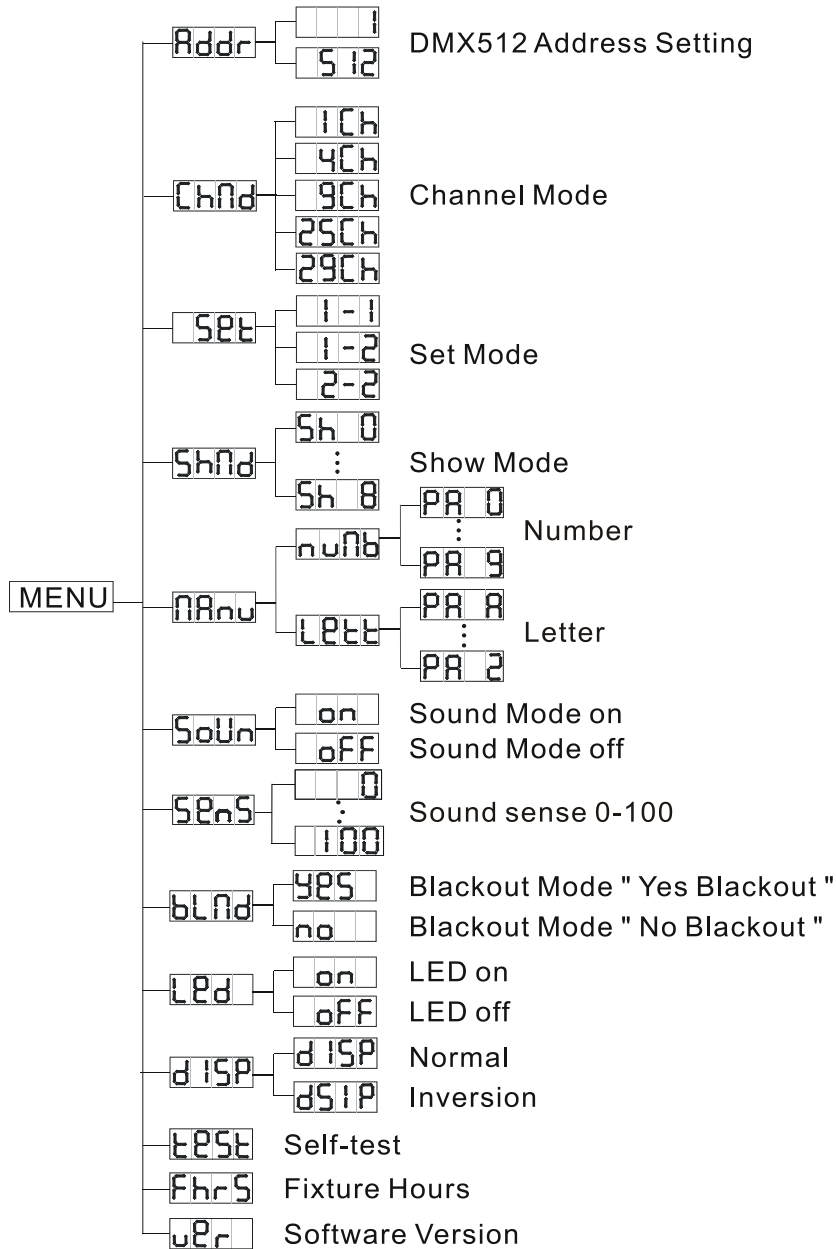 Addr
1
512
DMX512 Address Setting
ChMd
1Ch
4Ch
9Ch
25Ch
29Ch
Channel Mode
Set
1-1
1-2
2-2
Set Mode
ShMd
Sh 0
Sh 8
Show Mode
MENU
MAnu
nuMb
PA 0
PA 9
Number
Lett
PA A
PA 2
Letter
SoUn
on
Sound Mode on
oFF
Sound Mode off
SenS
0
100
Sound sense 0-100
bLMd
yes
Blackout Mode " Yes Blackout "
no
Blackout Mode " No Blackout "
Led
on
LED on
oFF
LED off
dISP
dISP
Normal
dSIP
Inversion
teSt
Self-test
FhrS
Fixture Hours
ver
Software Version